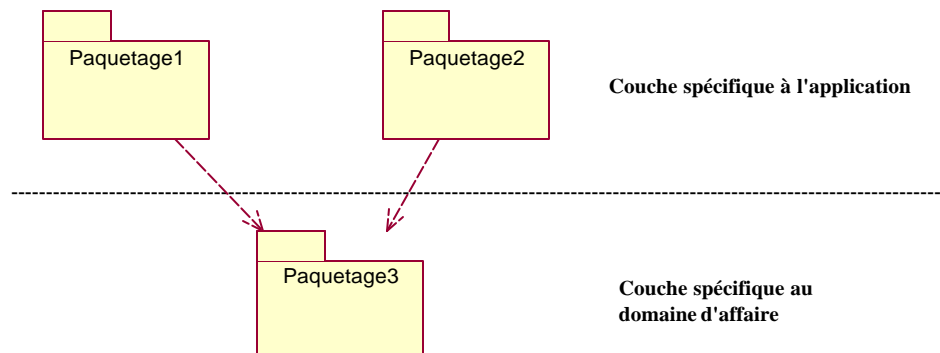 Paquetage1
Paquetage2
Couche spécifique à l'application
Paquetage3
Couche spécifique au
domaine d'affaire